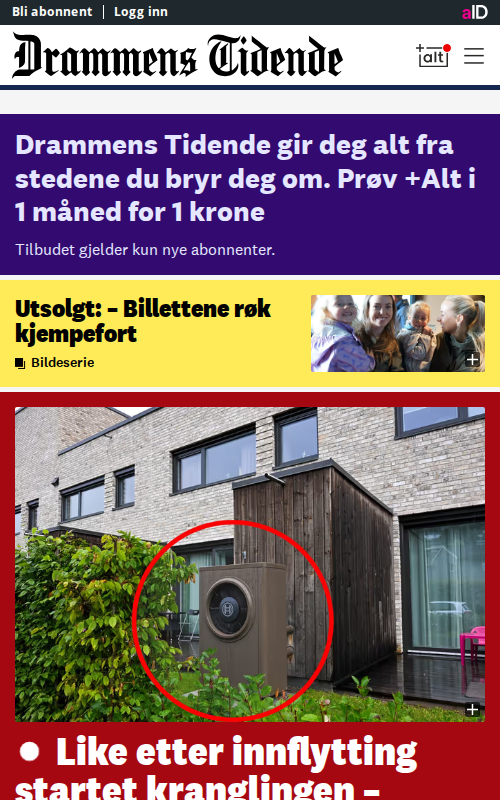 Bli abonnent Logg inn aID
Drammens Tidende +alt
Drammens Tidende gir deg alt fra
stedene du bryr deg om. Prøv +Alt i
1 måned for 1 krone
Tilbudet gjelder kun nye abonnenter.
Utsolgt: – Billettene røk
kjempefort
Bildeserie
Like etter innflytting
startet kranglingen –